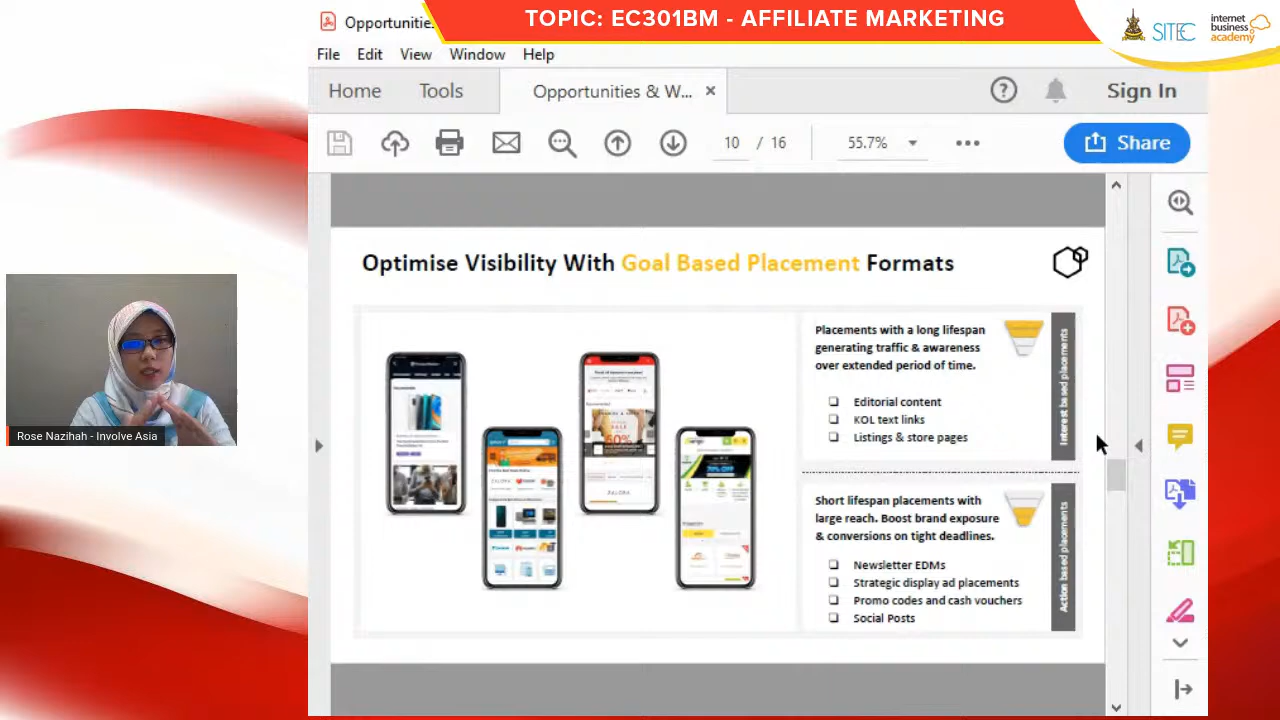 Opportunities
TOPIC: EC301BM - AFFILIATE MARKETING
SITEC
internet
business
academy
File Edit View Window Help
Home Tools Opportunities & W... × Sign In
10 / 16 55.7% Share
Optimise Visibility With Goal Based Placement Formats
Placements with a long lifespan
generating traffic & awareness
over extended period of time.
Editorial content
KOL text links
Listings & store pages
Interest based placements
Short lifespan placements with
large reach. Boost brand exposure
& conversions on tight deadlines.
Newsletter EDMs
Strategic display ad placements
Promo codes and cash vouchers
Social Posts
Action based placements
ZALORA
Rose Nazihah - Involve Asia